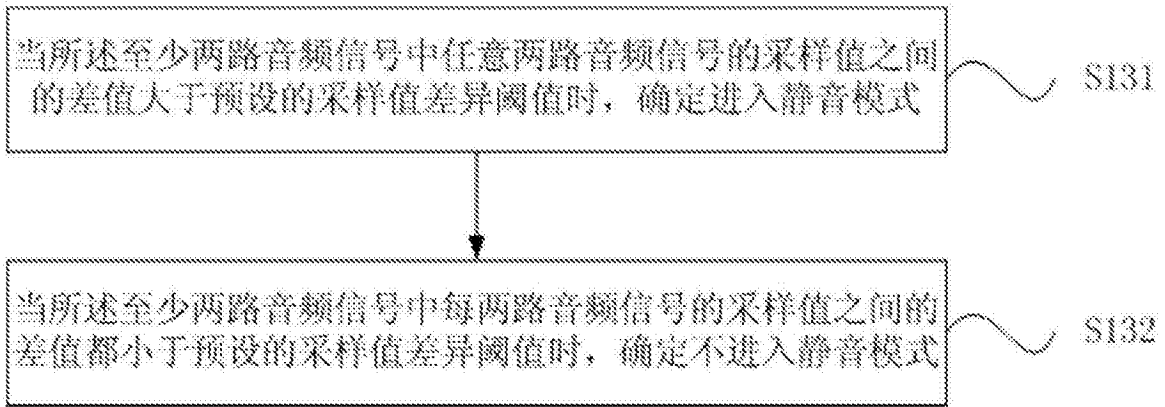 当所述至少两路音频信号中任意两路音频信号的采样值之间
的差值大于预设的采样值差异阈值时，确定进入静音模式
S131
当所述至少两路音频信号中每两路音频信号的采样值之间的
差值都小于预设的采样值差异阈值时，确定不进入静音模式
S132